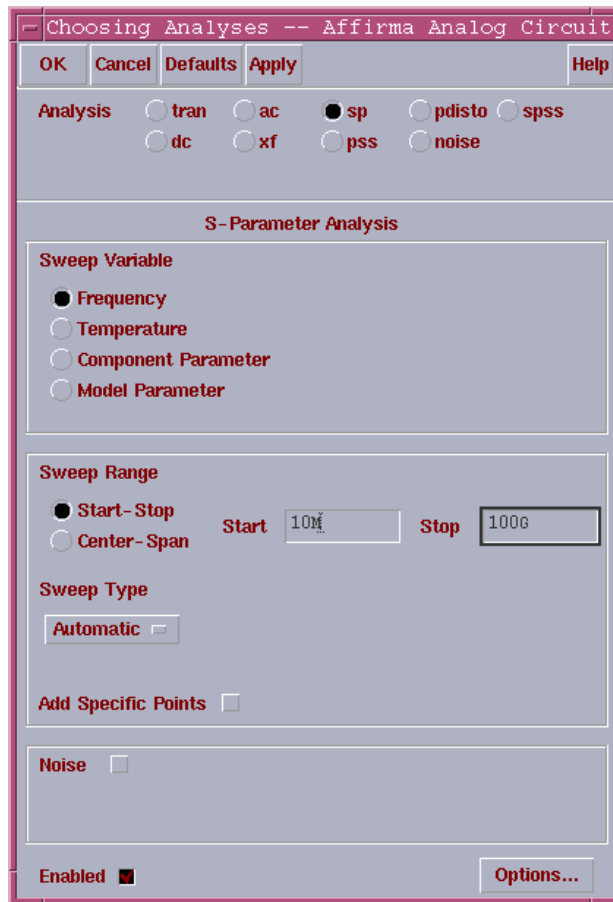 Choosing Analyses -- Affirma Analog Circuit
OK Cancel Defaults Apply Help
Analysis tran ac sp pdisto spss
dc xf pss noise
S-Parameter Analysis
Sweep Variable
Frequency
Temperature
Component Parameter
Model Parameter
Sweep Range
Start-Stop
Center-Span
Start 10M Stop 100G
Sweep Type
Automatic
Add Specific Points
Noise
Enabled Options...